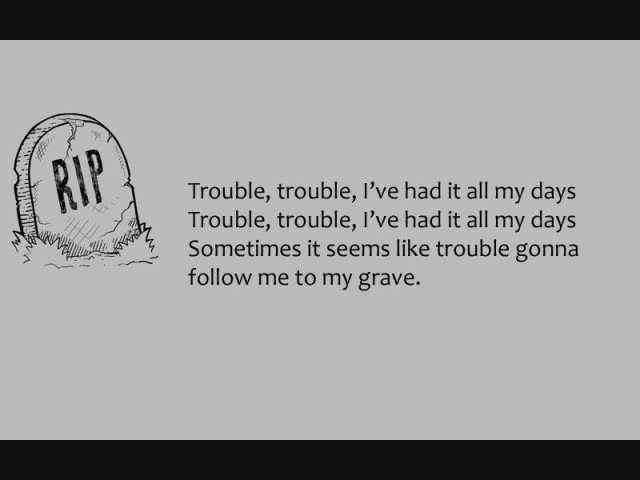 RIP
Trouble, trouble, I’ve had it all my days
Trouble, trouble, I’ve had it all my days
Sometimes it seems like trouble gonna
follow me to my grave.